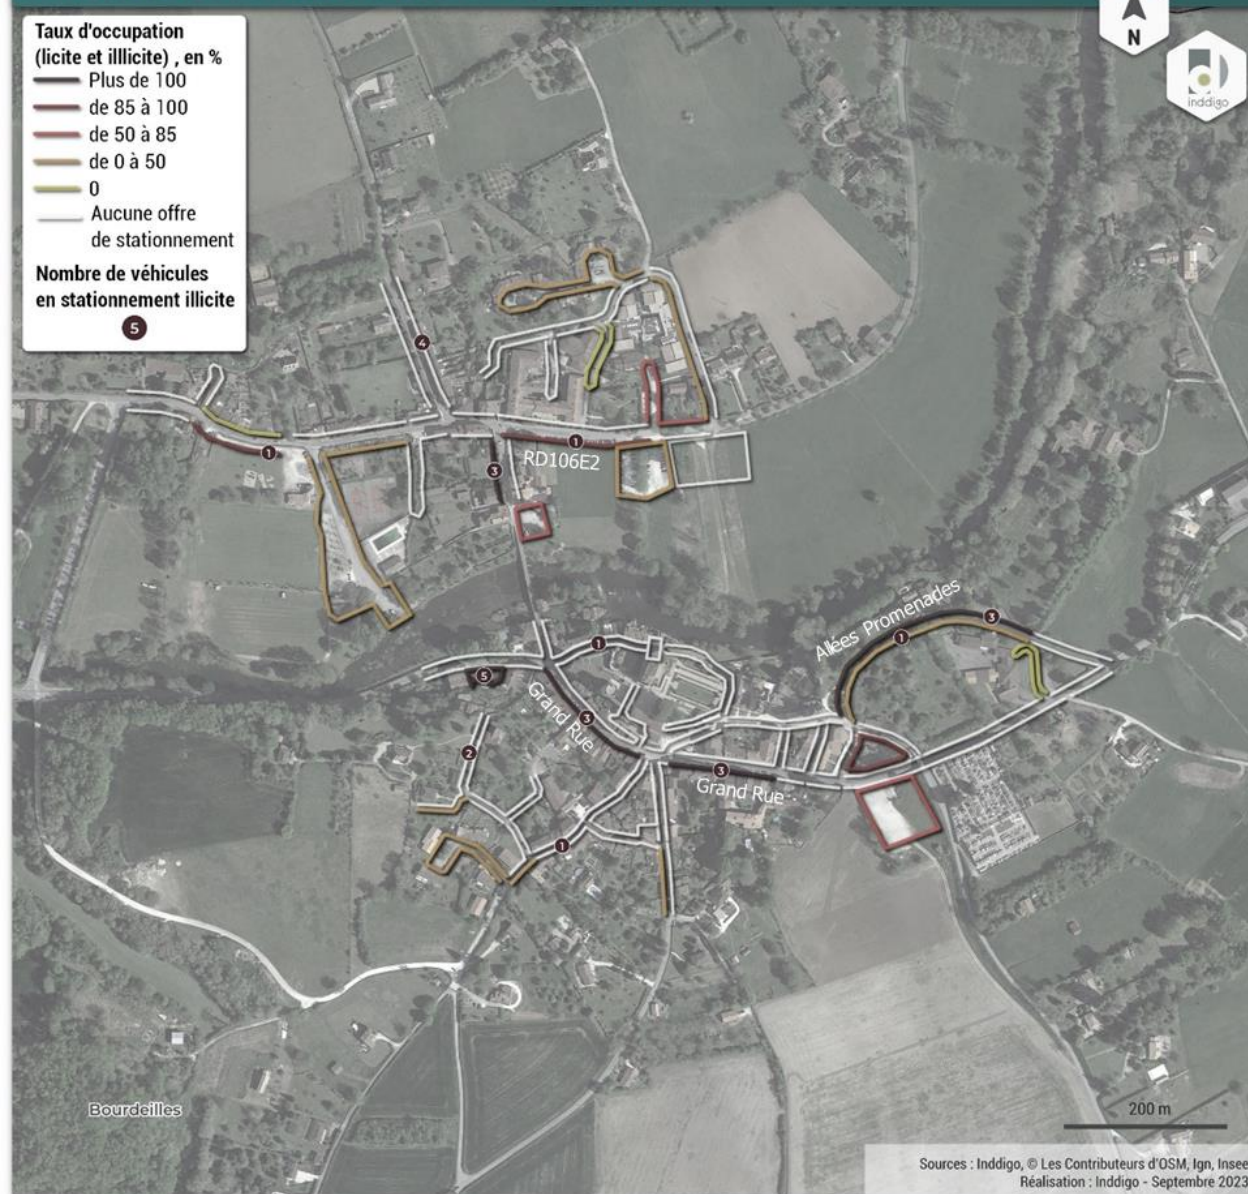 N
inddigo
Taux d'occupation
(licite et illlicite) , en %
Plus de 100
de 85 à 100
de 50 à 85
de 0 à 50
0
Aucune offre
de stationnement
Nombre de véhicules
en stationnement illicite
5
4
1
1
RD106E2
3
Allées Promenades
3
1
1
5
Grand Rue
3
2
3
Grand Rue
1
Bourdeilles
200 m
Sources : Inddigo, © Les Contributeurs d'OSM, Ign, Insee
Réalisation : Inddigo - Septembre 2023